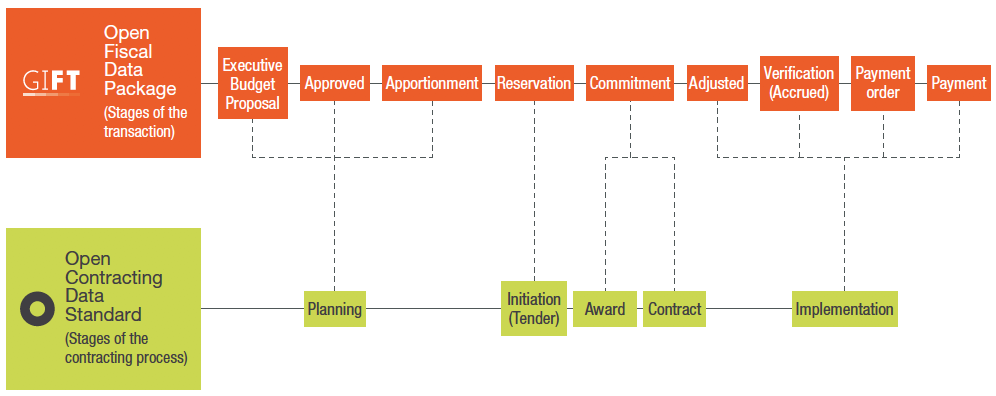 GIFT
Open
Fiscal
Data
Package
(Stages of the
transaction)
Executive
Budget
Proposal
Approved
Apportionment
Reservation
Commitment
Adjusted
Verification
(Accrued)
Payment
order
Payment
Open
Contracting
Data
Standard
(Stages of the
contracting process)
Planning
Initiation
(Tender)
Award
Contract
Implementation